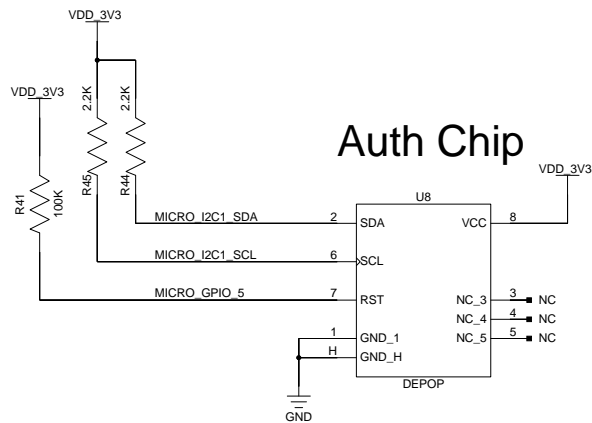 VDD_3V3
VDD_3V3
2.2K
2.2K
R45
R44
R41
100K
Auth Chip
VDD_3V3
U8
MICRO_I2C1_SDA 2 SDA VCC 8
MICRO_I2C1_SCL 6 SCL
MICRO_GPIO_5 7 RST NC_3 3 NC
NC_4 4 NC
1 GND_1 NC_5 5 NC
H GND_H
DEPOP
GND